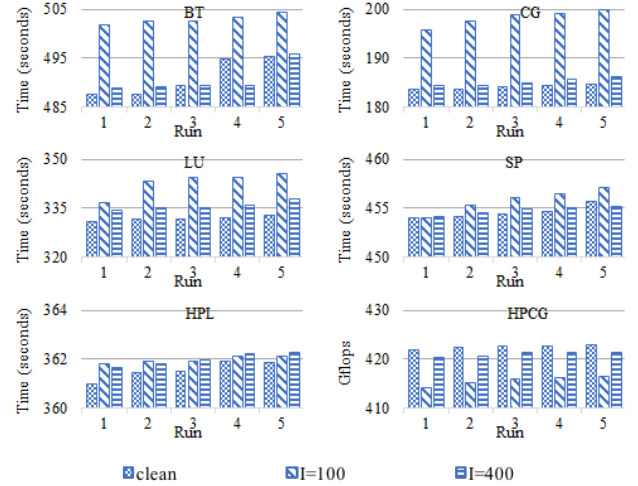 BT
Time (seconds)
505
495
485
1 2 3 4 5
Run
CG
Time (seconds)
200
190
180
1 2 3 4 5
Run
LU
Time (seconds)
350
335
320
1 2 3 4 5
Run
SP
Time (seconds)
460
455
450
1 2 3 4 5
Run
HPL
Time (seconds)
364
362
360
1 2 3 4 5
Run
HPCG
Gflops
430
420
410
1 2 3 4 5
Run
clean I=100 I=400